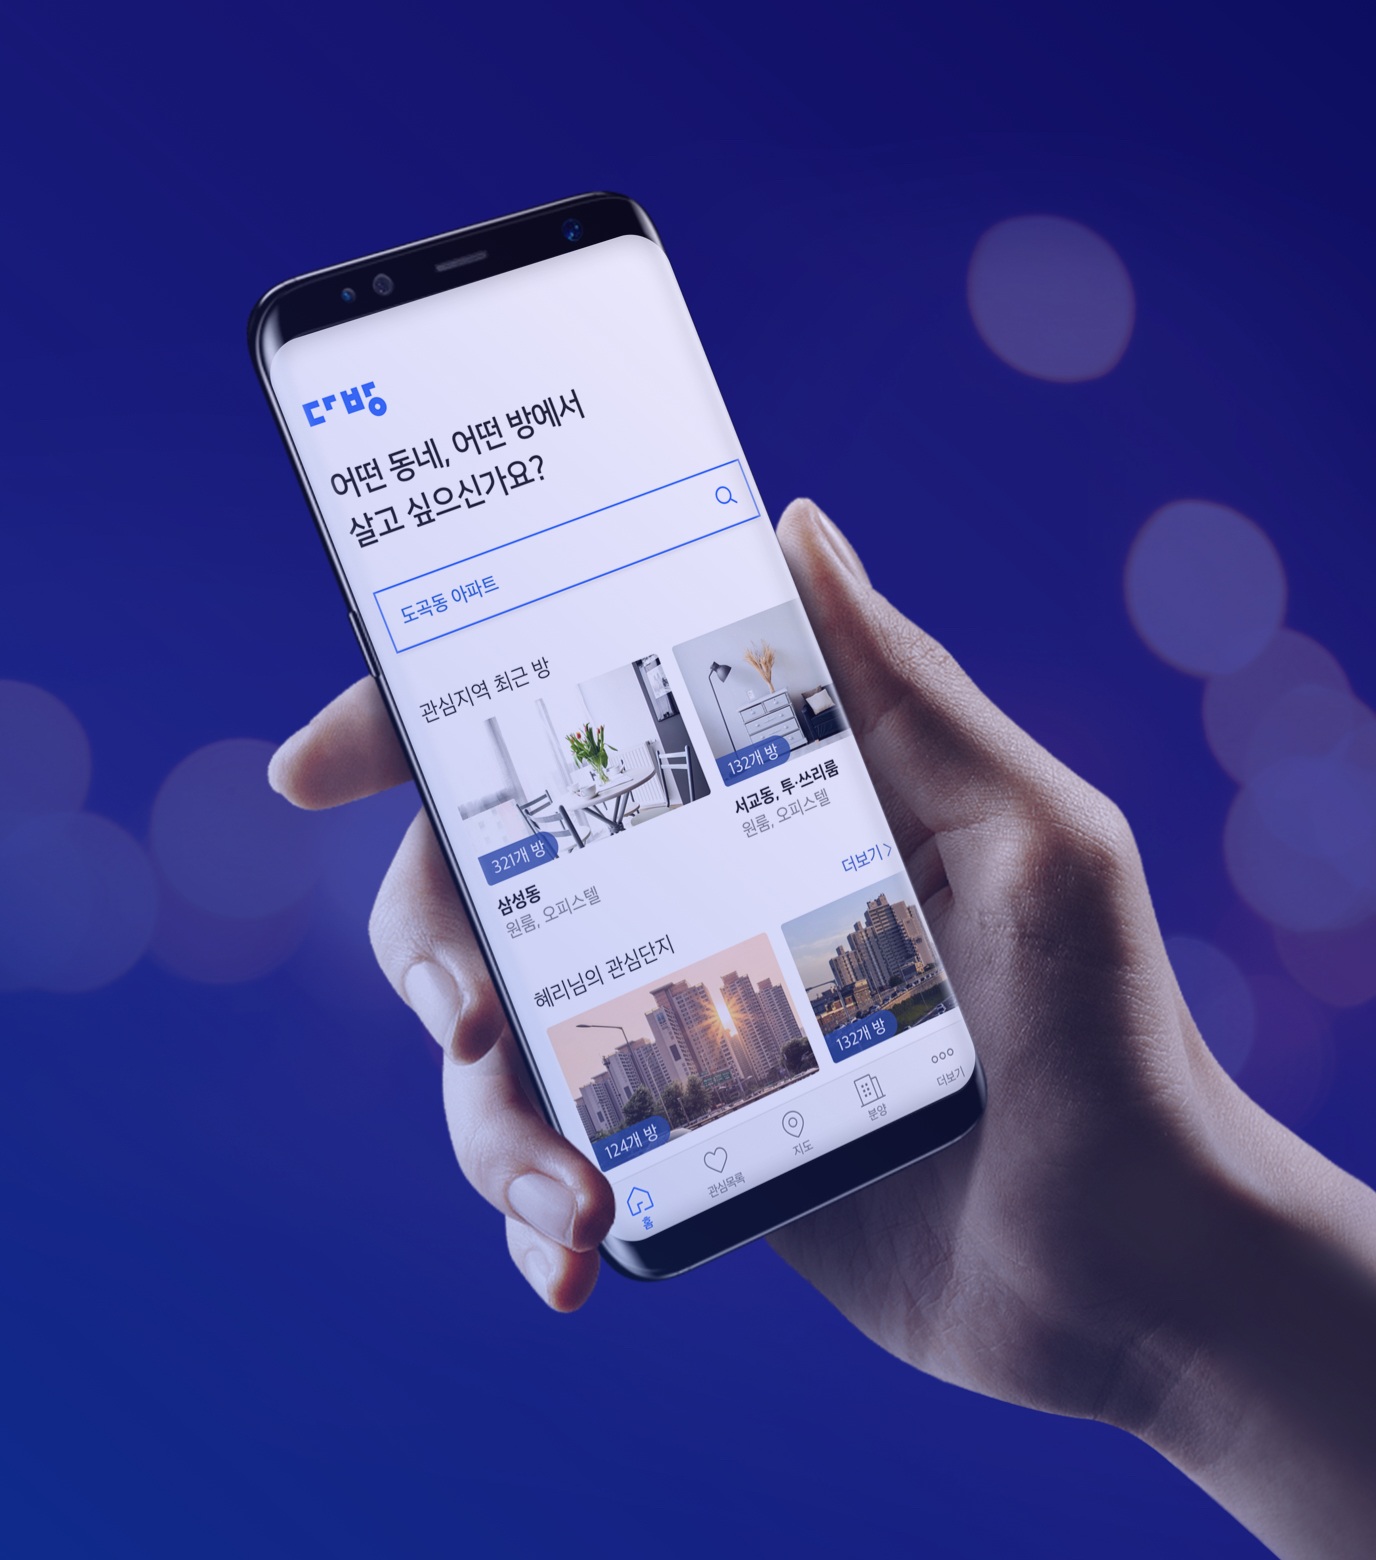 다방
어떤 동네, 어떤 방에서
살고 싶으신가요?
도곡동 아파트
관심지역 최근 방
321개 방
132개 방
삼성동
원룸, 오피스텔
서교동, 투·쓰리룸
원룸, 오피스텔
더보기
혜리님의 관심단지
124개 방
132개 방
홈
관심목록
지도
분양
더보기